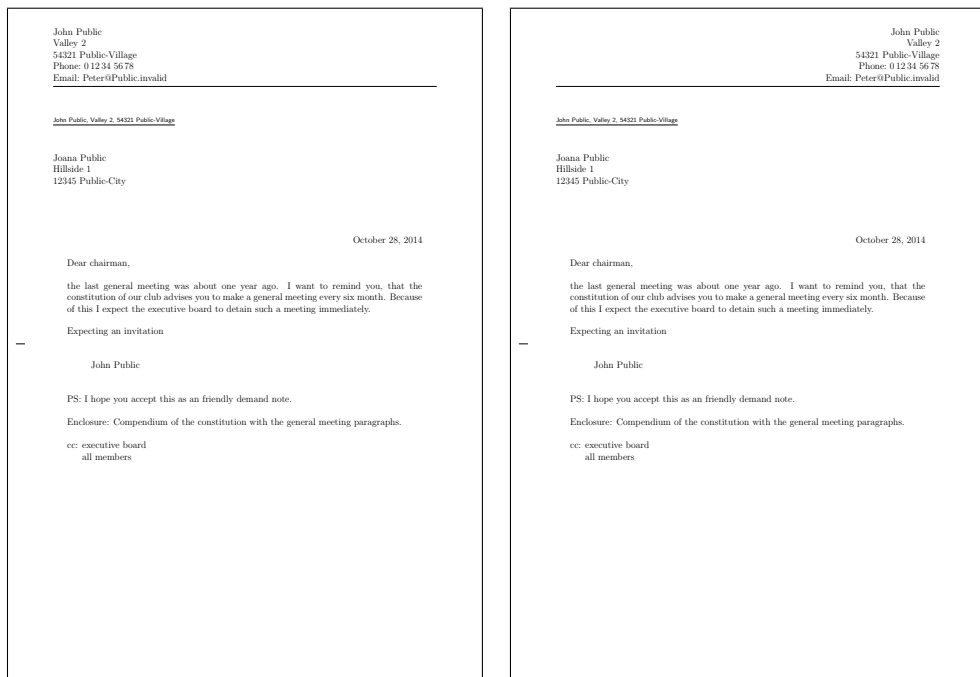 John Public
Valley 2
54321 Public-Village
Phone: 0 12 34 56 78
Email: Peter@Public.invalid
John Public, Valley 2, 54321 Public-Village
Joana Public
Hillside 1
12345 Public-City
October 28, 2014
Dear chairman,
the last general meeting was about one year ago. I want to remind you, that the
constitution of our club advises you to make a general meeting every six month. Because
of this I expect the executive board to detain such a meeting immediately.
Expecting an invitation
John Public
PS: I hope you accept this as an friendly demand note.
Enclosure: Compendium of the constitution with the general meeting paragraphs.
cc: executive board
all members
John Public
Valley 2
54321 Public-Village
Phone: 0 12 34 56 78
Email: Peter@Public.invalid
John Public, Valley 2, 54321 Public-Village
Joana Public
Hillside 1
12345 Public-City
October 28, 2014
Dear chairman,
the last general meeting was about one year ago. I want to remind you, that the
constitution of our club advises you to make a general meeting every six month. Because
of this I expect the executive board to detain such a meeting immediately.
Expecting an invitation
John Public
PS: I hope you accept this as an friendly demand note.
Enclosure: Compendium of the constitution with the general meeting paragraphs.
cc: executive board
all members